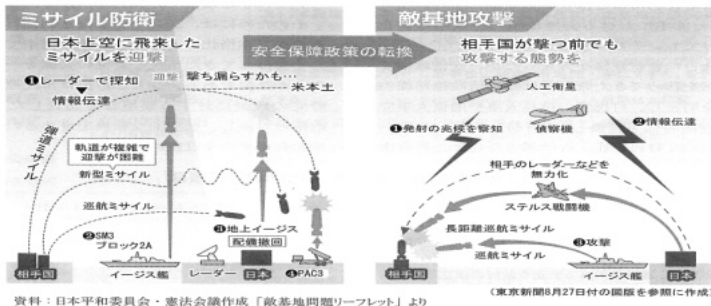 ミサイル防衛
日本上空に飛来した
ミサイルを迎撃
❶レーダーで探知
▼
情報伝達
迎撃
撃ち漏らすかも…
米本土
弾道ミサイル
軌道が複雑で
迎撃が困難
新型ミサイル
巡航ミサイル
❷SM3
ブロック2A
❸地上イージス
配備撤回
相手国
イージス艦
レーダー
日本
❹PAC3
安全保障政策の転換
敵基地攻撃
相手国が撃つ前でも
攻撃する態勢を
人工衛星
❶発射の兆候を察知
偵察機
❷情報伝達
相手のレーダーなどを
無力化
ステルス戦闘機
長距離巡航ミサイル
巡航ミサイル
❸攻撃
相手国
イージス艦
日本
(東京新聞8月27日付の図版を参照に作成)
資料：日本平和委員会・憲法会議作成「敵基地問題リーフレット」より